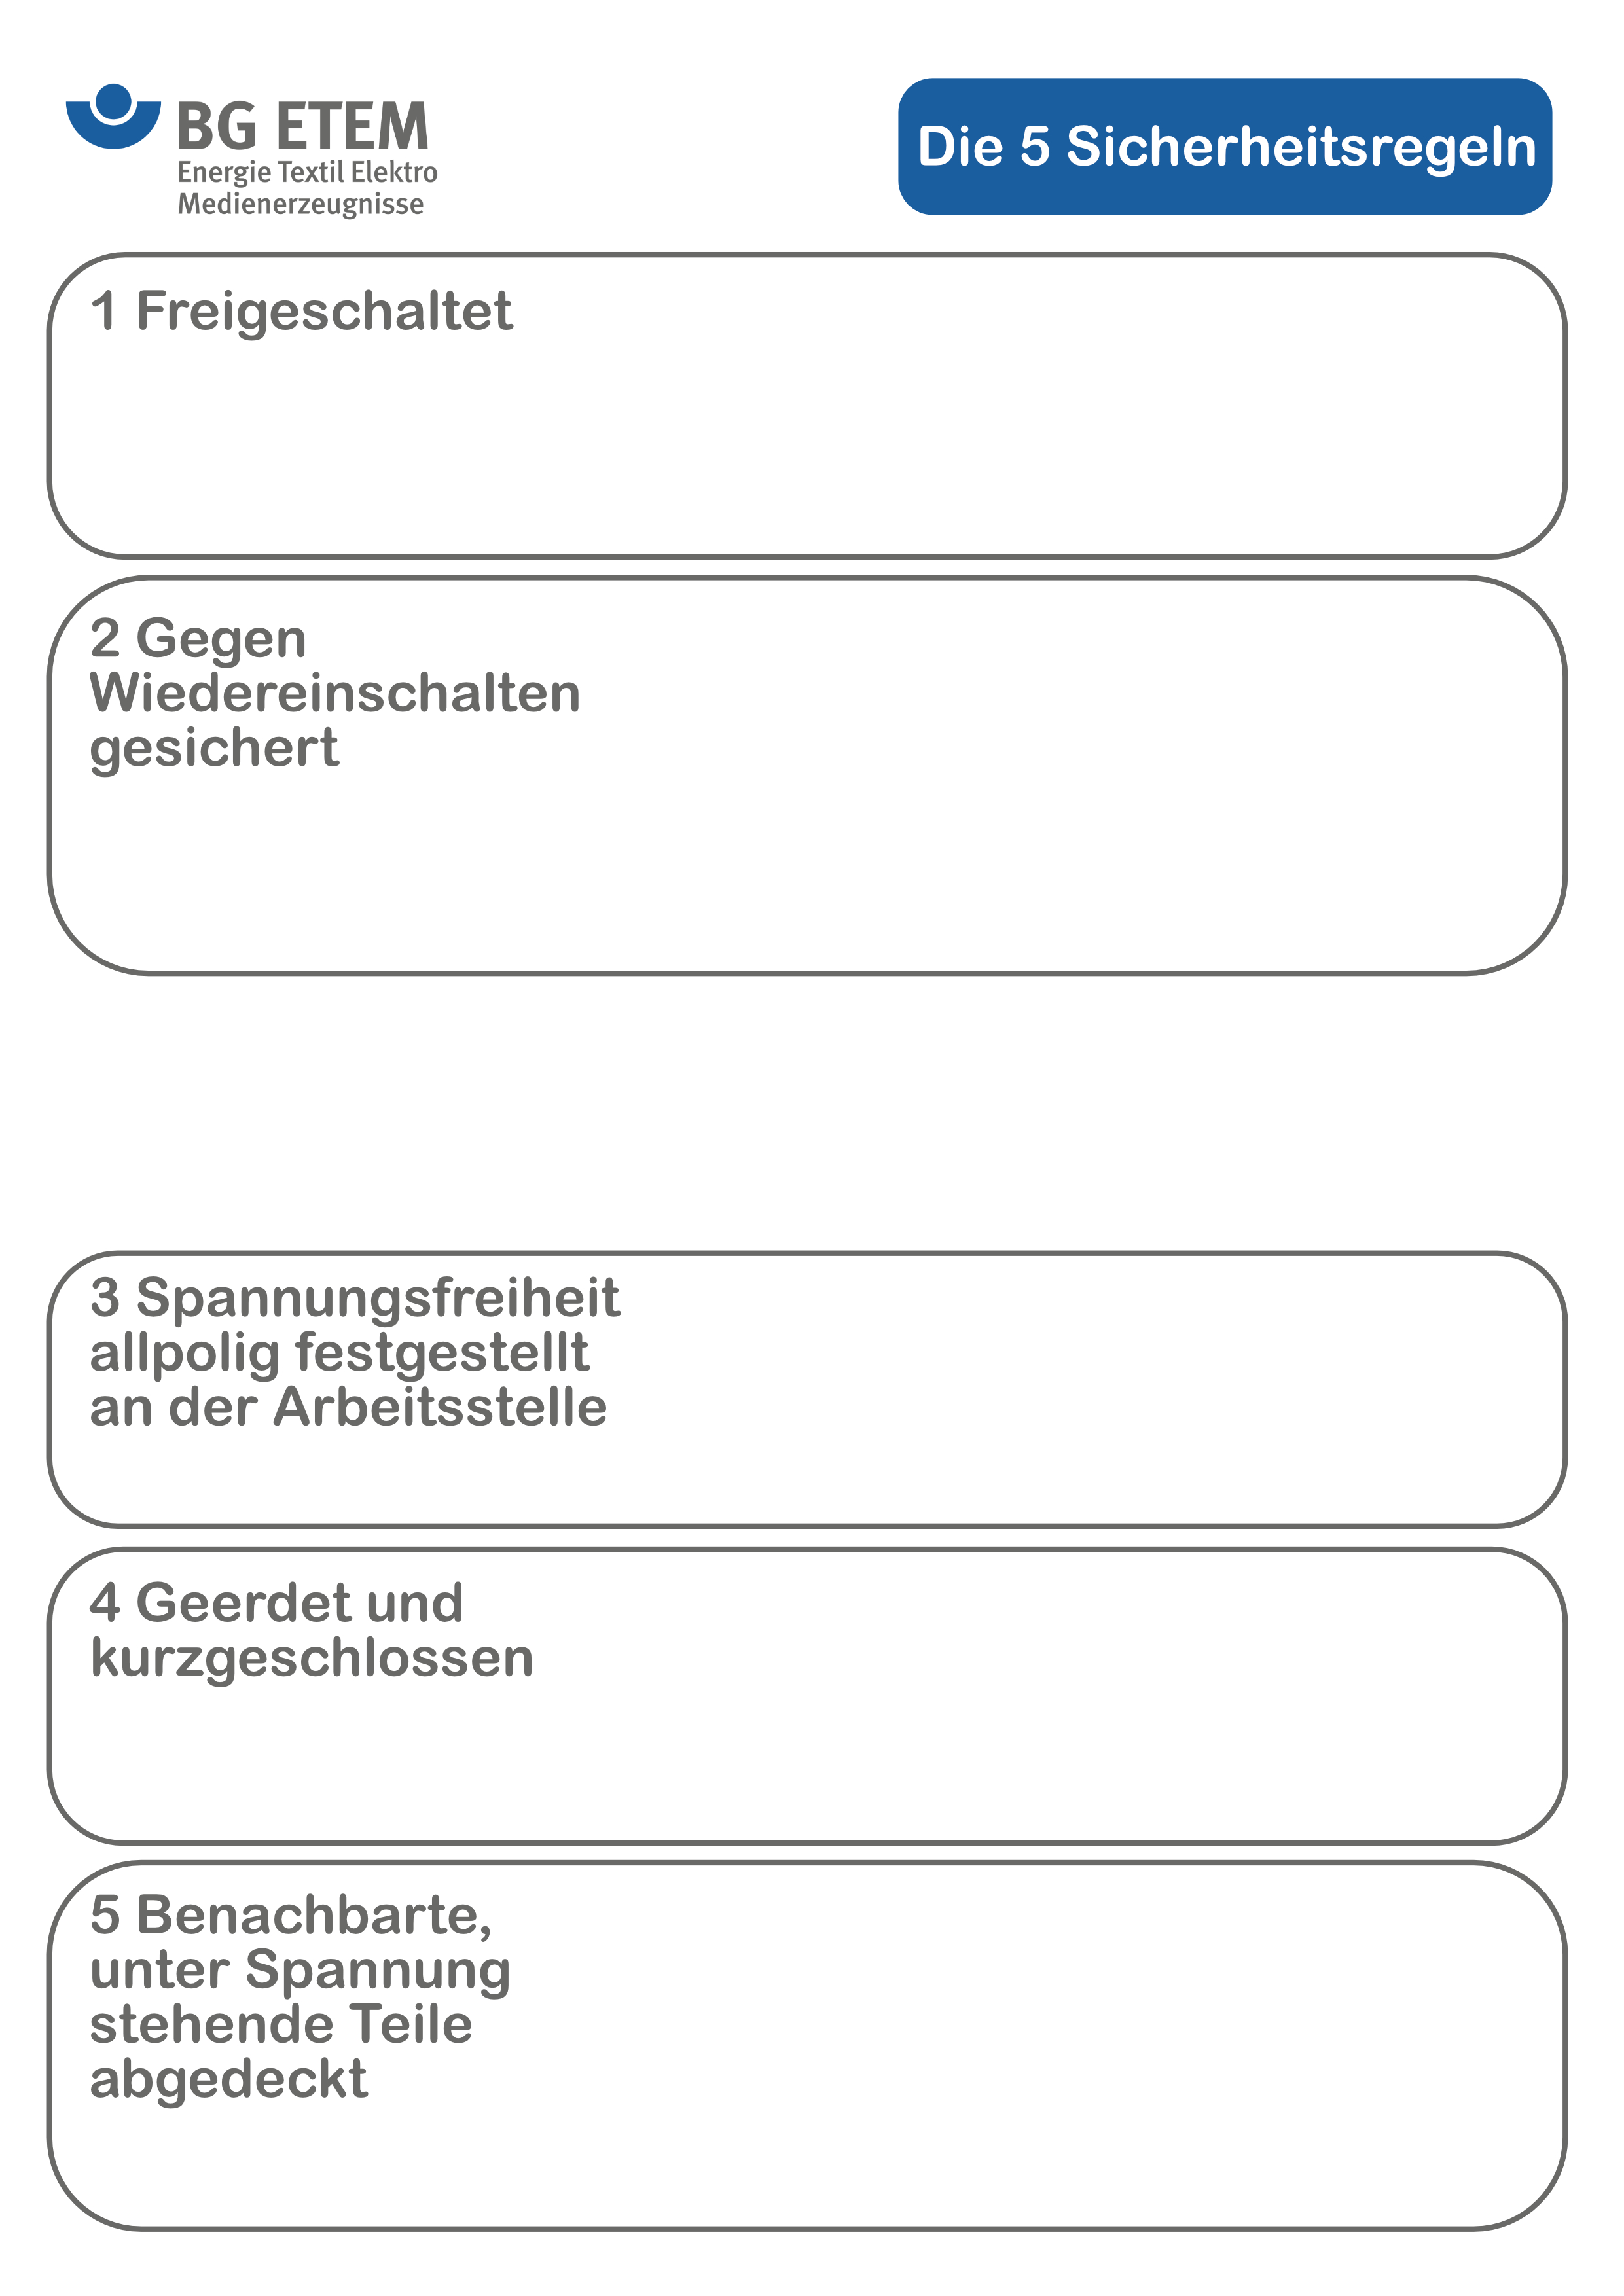 BG ETEM
Energie Textil Elektro
Medienerzeugnisse
Die 5 Sicherheitsregeln
1 Freigeschaltet
2 Gegen
Wiedereinschalten
gesichert
3 Spannungsfreiheit
allpolig festgestellt
an der Arbeitsstelle
4 Geerdet und
kurzgeschlossen
5 Benachbarte,
unter Spannung
stehende Teile
abgedeckt